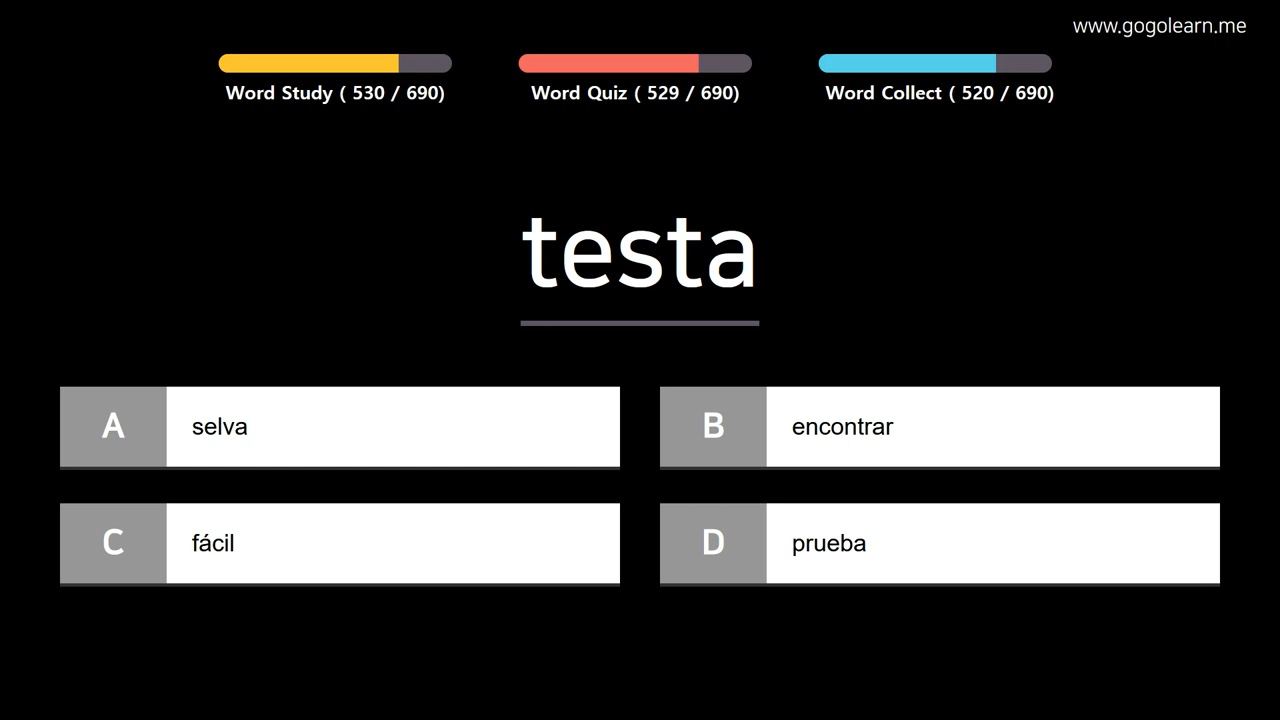 www.gogolearn.me
Word Study ( 530 / 690)
Word Quiz ( 529 / 690)
Word Collect ( 520 / 690)
testa
A selva
B encontrar
C fácil
D prueba